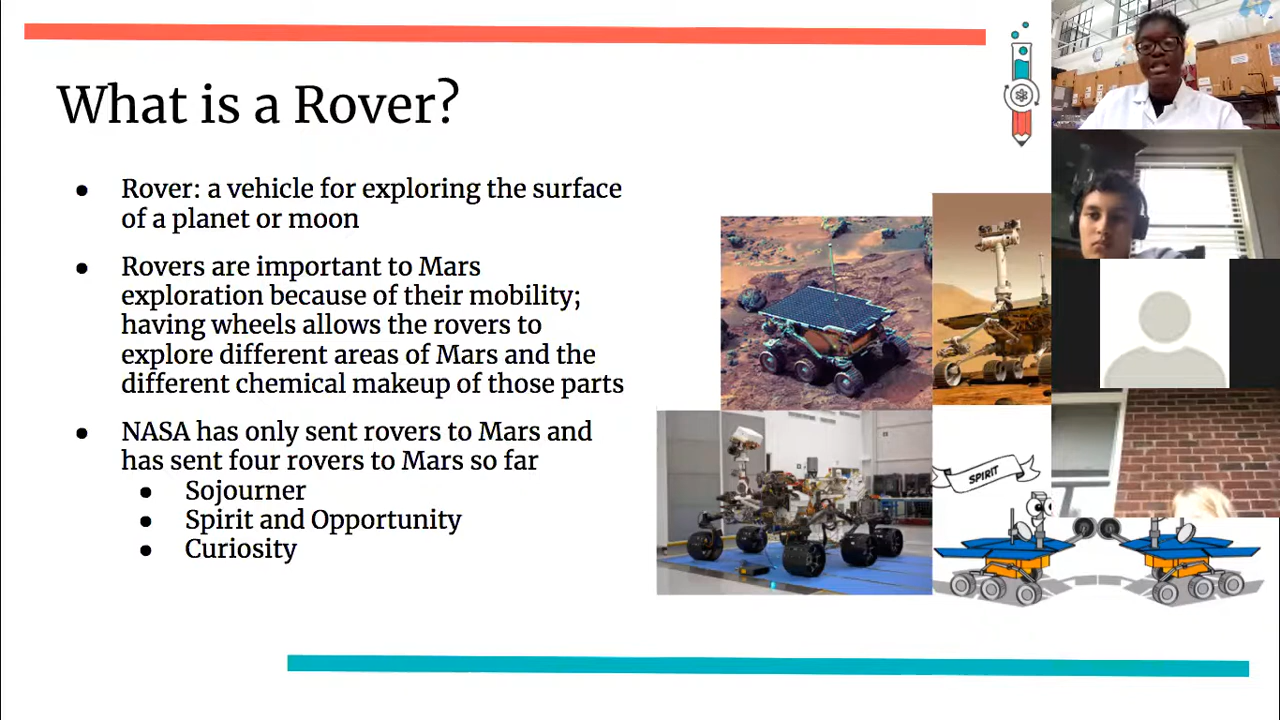 What is a Rover?
● Rover: a vehicle for exploring the surface
of a planet or moon
● Rovers are important to Mars
exploration because of their mobility;
having wheels allows the rovers to
explore different areas of Mars and the
different chemical makeup of those parts
● NASA has only sent rovers to Mars and
has sent four rovers to Mars so far
● Sojourner
● Spirit and Opportunity
● Curiosity
SPIRIT